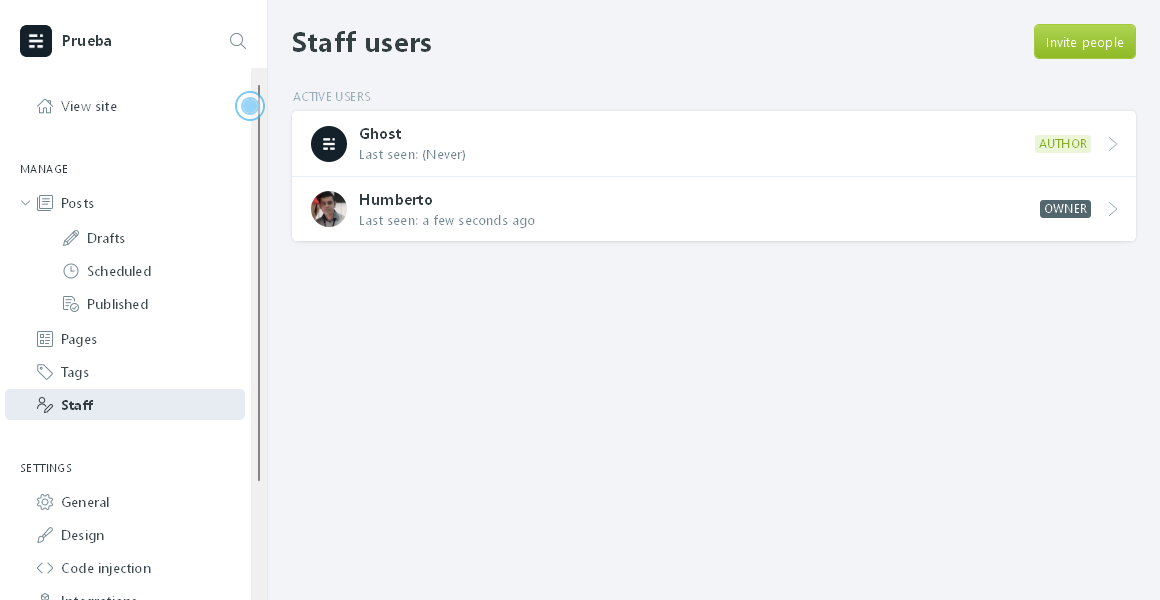 Prueba
View site
MANAGE
Posts
Drafts
Scheduled
Published
Pages
Tags
Staff
SETTINGS
General
Design
Code injection
Integrations
Staff users
Invite people
ACTIVE USERS
Ghost
Last seen: (Never)
AUTHOR
Humberto
Last seen: a few seconds ago
OWNER